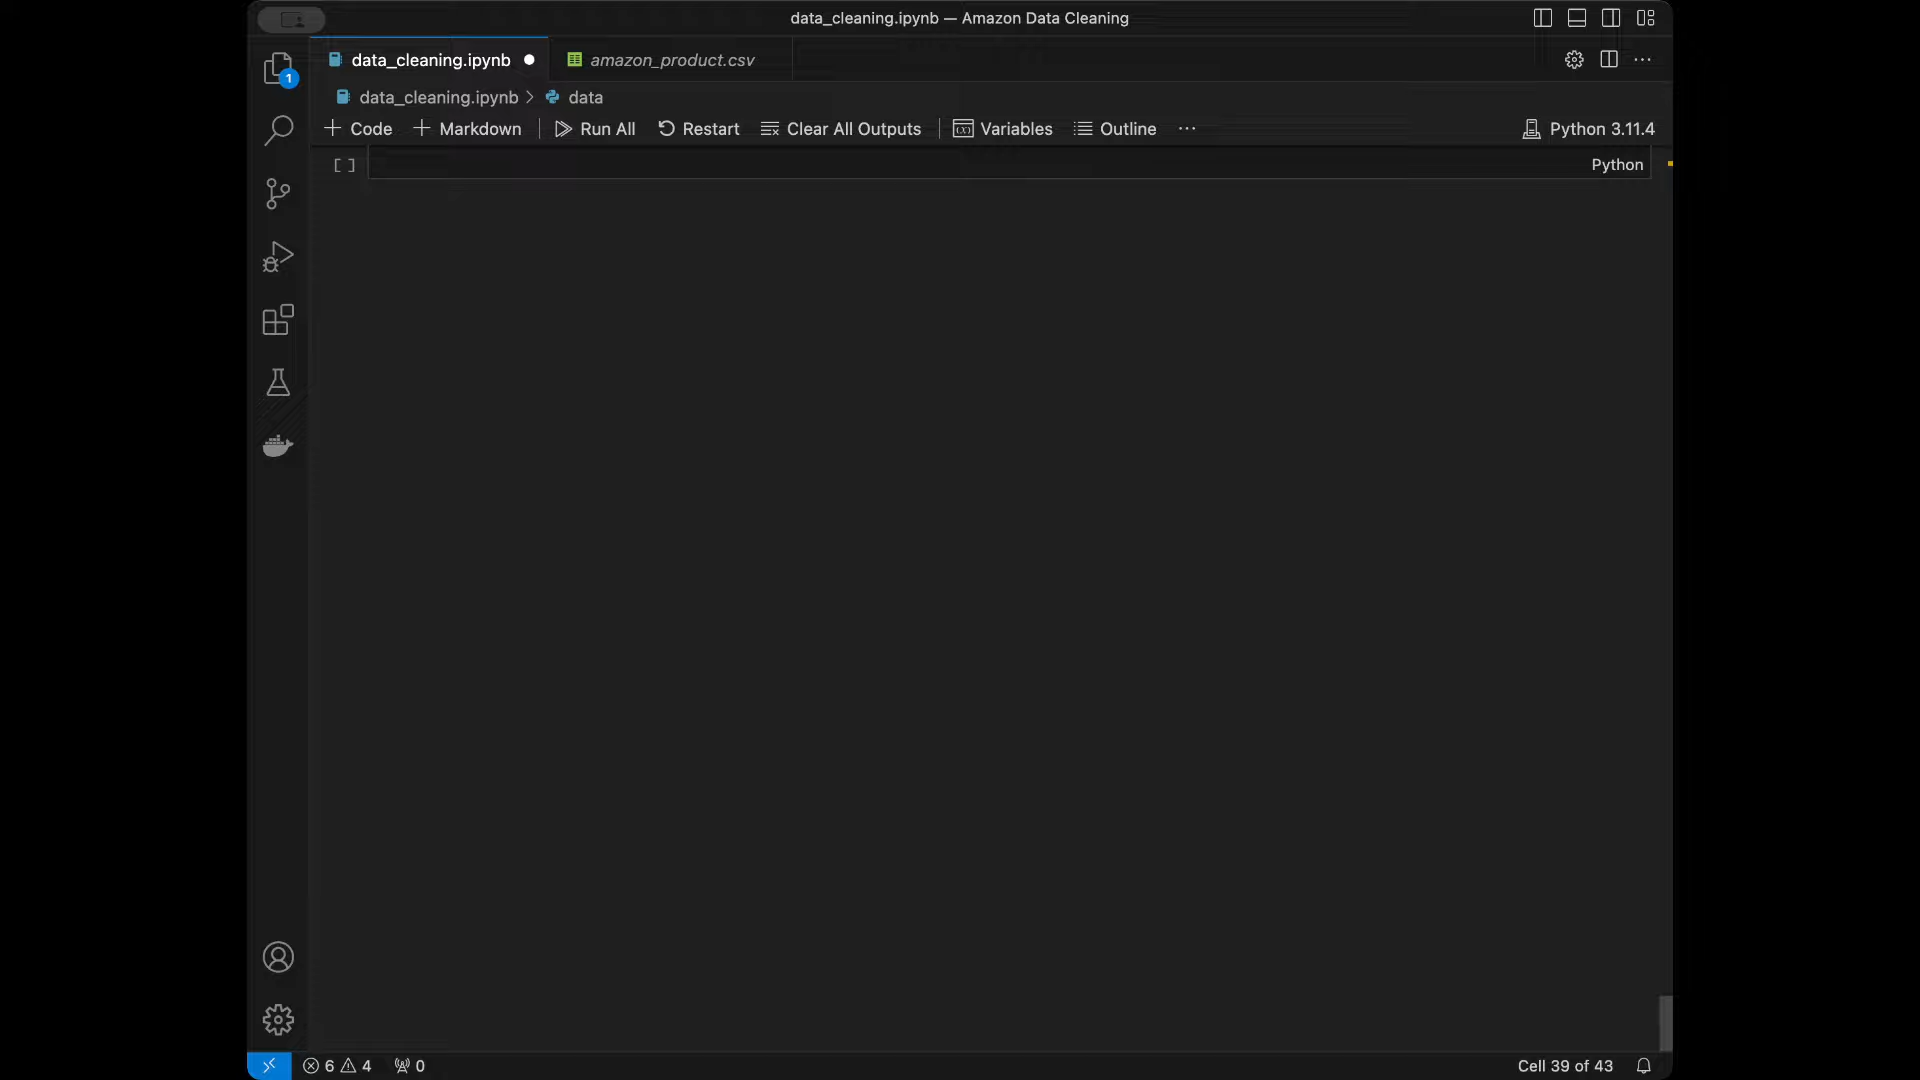 data_cleaning.ipynb — Amazon Data Cleaning
data_cleaning.ipynb
amazon_product.csv
1
data_cleaning.ipynb > data
+ Code + Markdown Run All Restart Clear All Outputs Variables Outline ... Python 3.11.4
[ ] Python
6 4 0 Cell 39 of 43